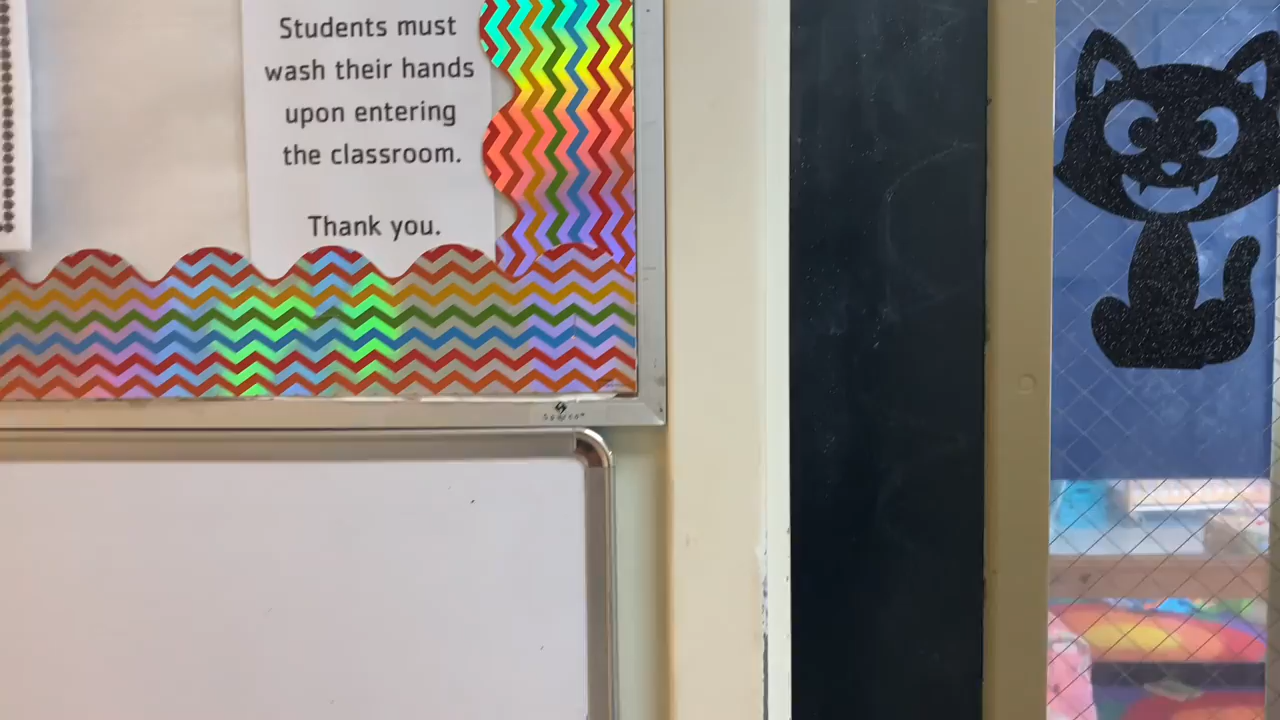 Students must
wash their hands
upon entering
the classroom.
Thank you.